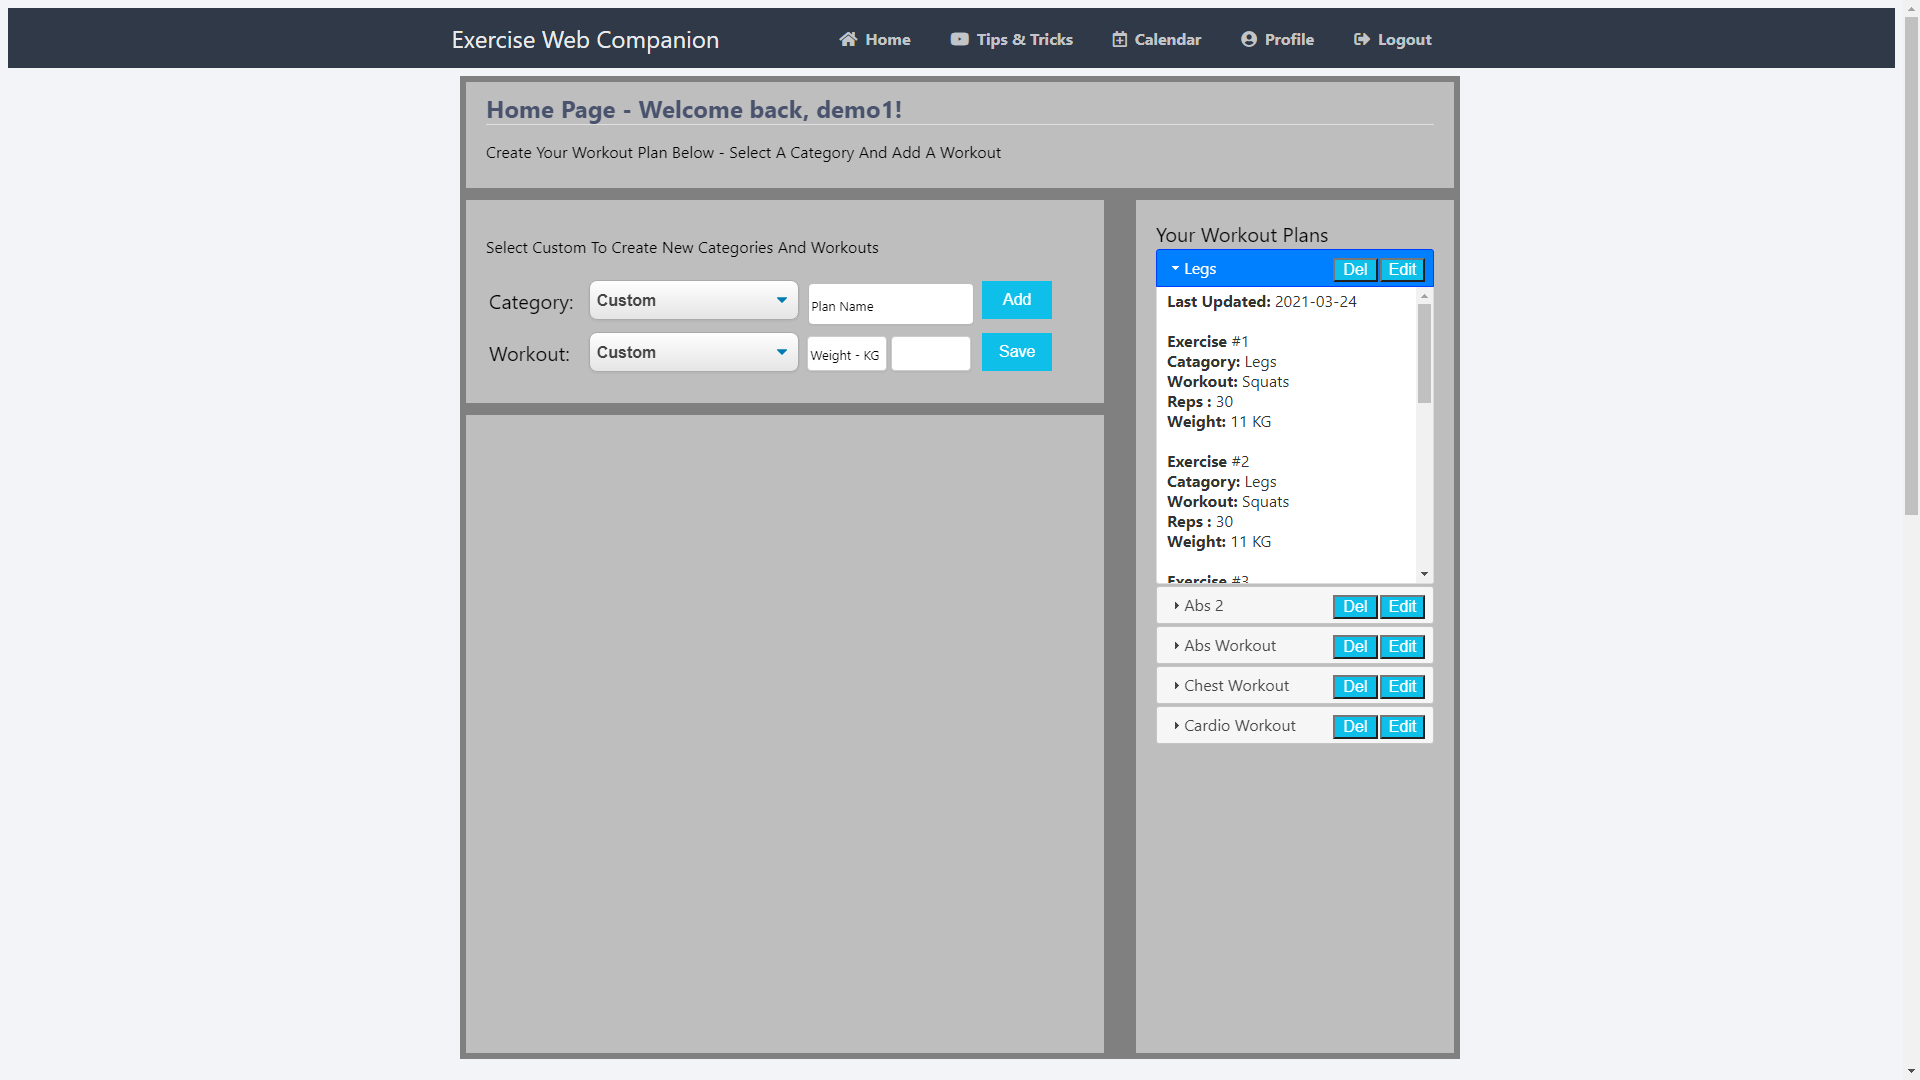 Exercise Web Companion Home Tips & Tricks Calendar Profile Logout
Home Page - Welcome back, demo1!
Create Your Workout Plan Below - Select A Category And Add A Workout
Select Custom To Create New Categories And Workouts
Category: Custom Plan Name Add
Workout: Custom Weight - KG Save
Your Workout Plans
Legs Del Edit
Last Updated: 2021-03-24
Exercise #1
Catagory: Legs
Workout: Squats
Reps : 30
Weight: 11 KG
Exercise #2
Catagory: Legs
Workout: Squats
Reps : 30
Weight: 11 KG
Exercise #3
Abs 2 Del Edit
Abs Workout Del Edit
Chest Workout Del Edit
Cardio Workout Del Edit